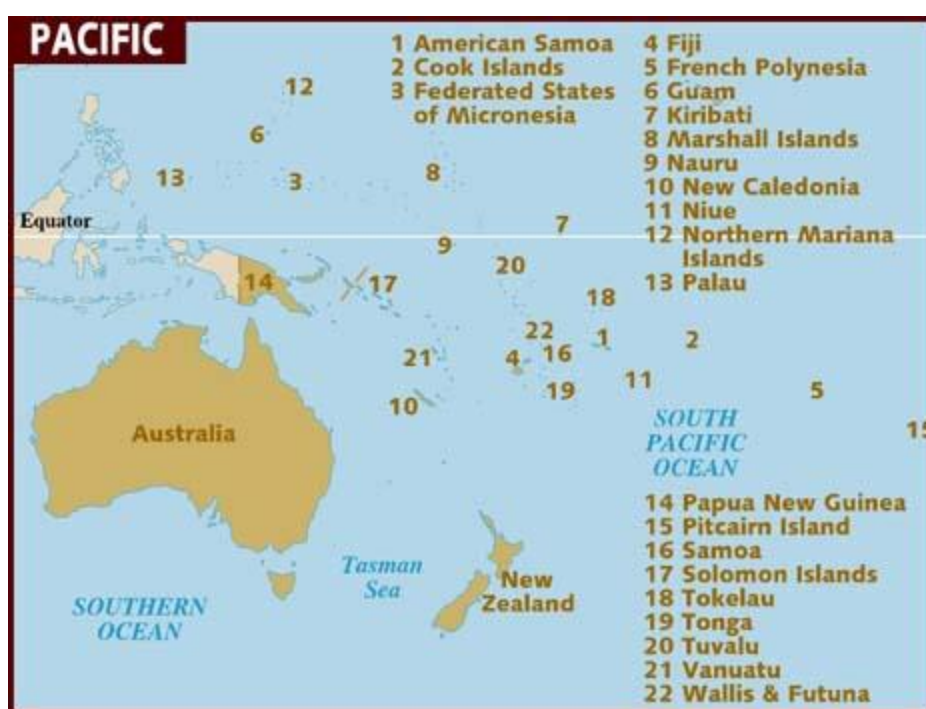 PACIFIC
1 American Samoa
2 Cook Islands
3 Federated States
of Micronesia
4 Fiji
5 French Polynesia
6 Guam
7 Kiribati
8 Marshall Islands
9 Nauru
10 New Caledonia
11 Niue
12 Northern Mariana
Islands
13 Palau
12
6
13
3
8
Equator
7
9
20
14
17
18
22
1
2
21
4
16
19
11
5
10
15
Australia
SOUTH
PACIFIC
OCEAN
Tasman
Sea
New
Zealand
SOUTHERN
OCEAN
14 Papua New Guinea
15 Pitcairn Island
16 Samoa
17 Solomon Islands
18 Tokelau
19 Tonga
20 Tuvalu
21 Vanuatu
22 Wallis & Futuna